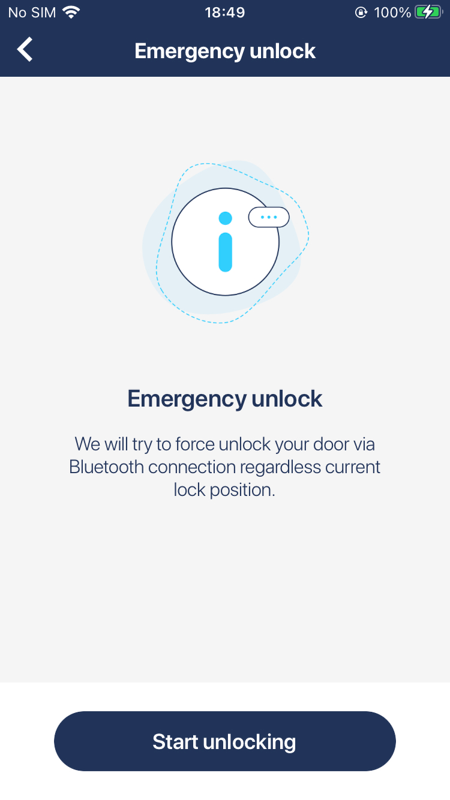 No SIM 18:49 100%
Emergency unlock
Emergency unlock
We will try to force unlock your door via
Bluetooth connection regardless current
lock position.
Start unlocking